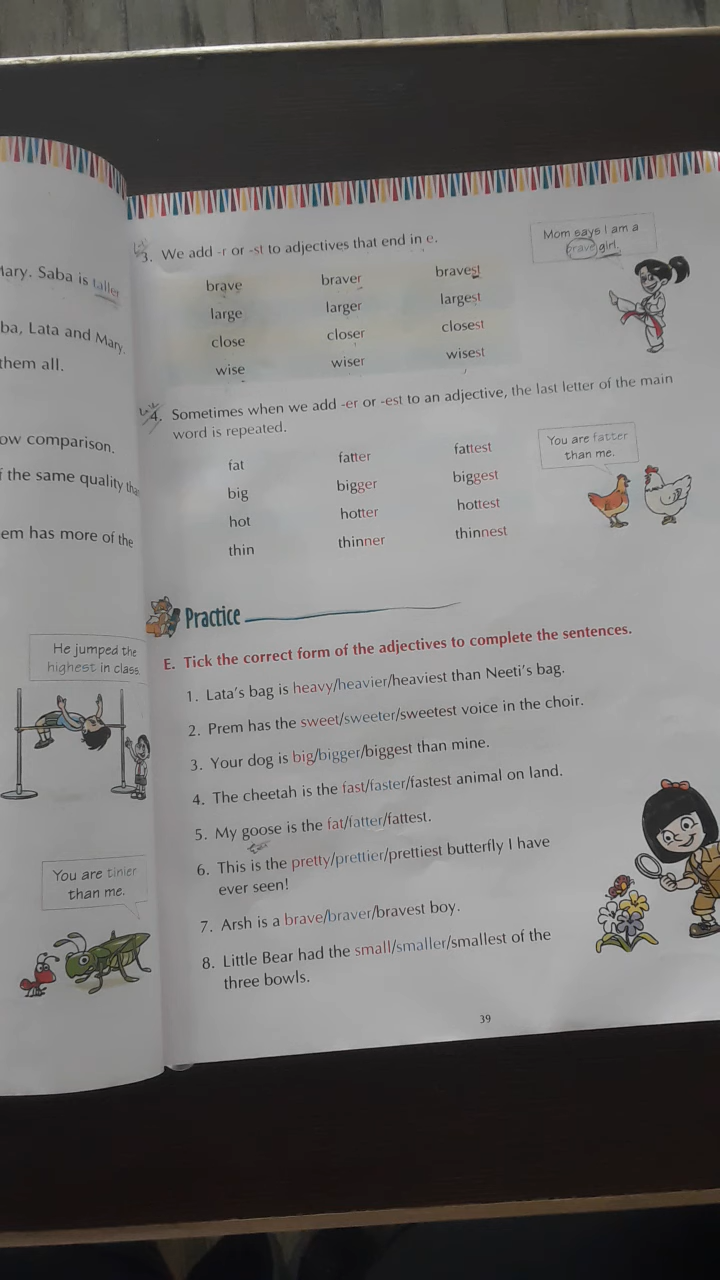 lary. Saba is taller
ba, Lata and Mary.
them all.
ow comparison.
f the same quality tha
em has more of the
He jumped the
highest in class
You are tinier
than me.
3. We add -r or -st to adjectives that end in e.
brave braver bravest
large larger largest
close closer closest
wise wiser wisest
Mom says I am a
brave girl.
4. Sometimes when we add -er or -est to an adjective, the last letter of the main
word is repeated.
fat fatter fattest
big bigger biggest
hot hotter hottest
thin thinner thinnest
You are fatter
than me.
Practice
E. Tick the correct form of the adjectives to complete the sentences.
1. Lata's bag is heavy/heavier/heaviest than Neeti's bag.
2. Prem has the sweet/sweeter/sweetest voice in the choir.
3. Your dog is big/bigger/biggest than mine.
4. The cheetah is the fast/faster/fastest animal on land.
5. My goose is the fat/fatter/fattest.
6. This is the pretty/prettier/prettiest butterfly I have
ever seen!
7. Arsh is a brave/braver/bravest boy.
8. Little Bear had the small/smaller/smallest of the
three bowls.
39